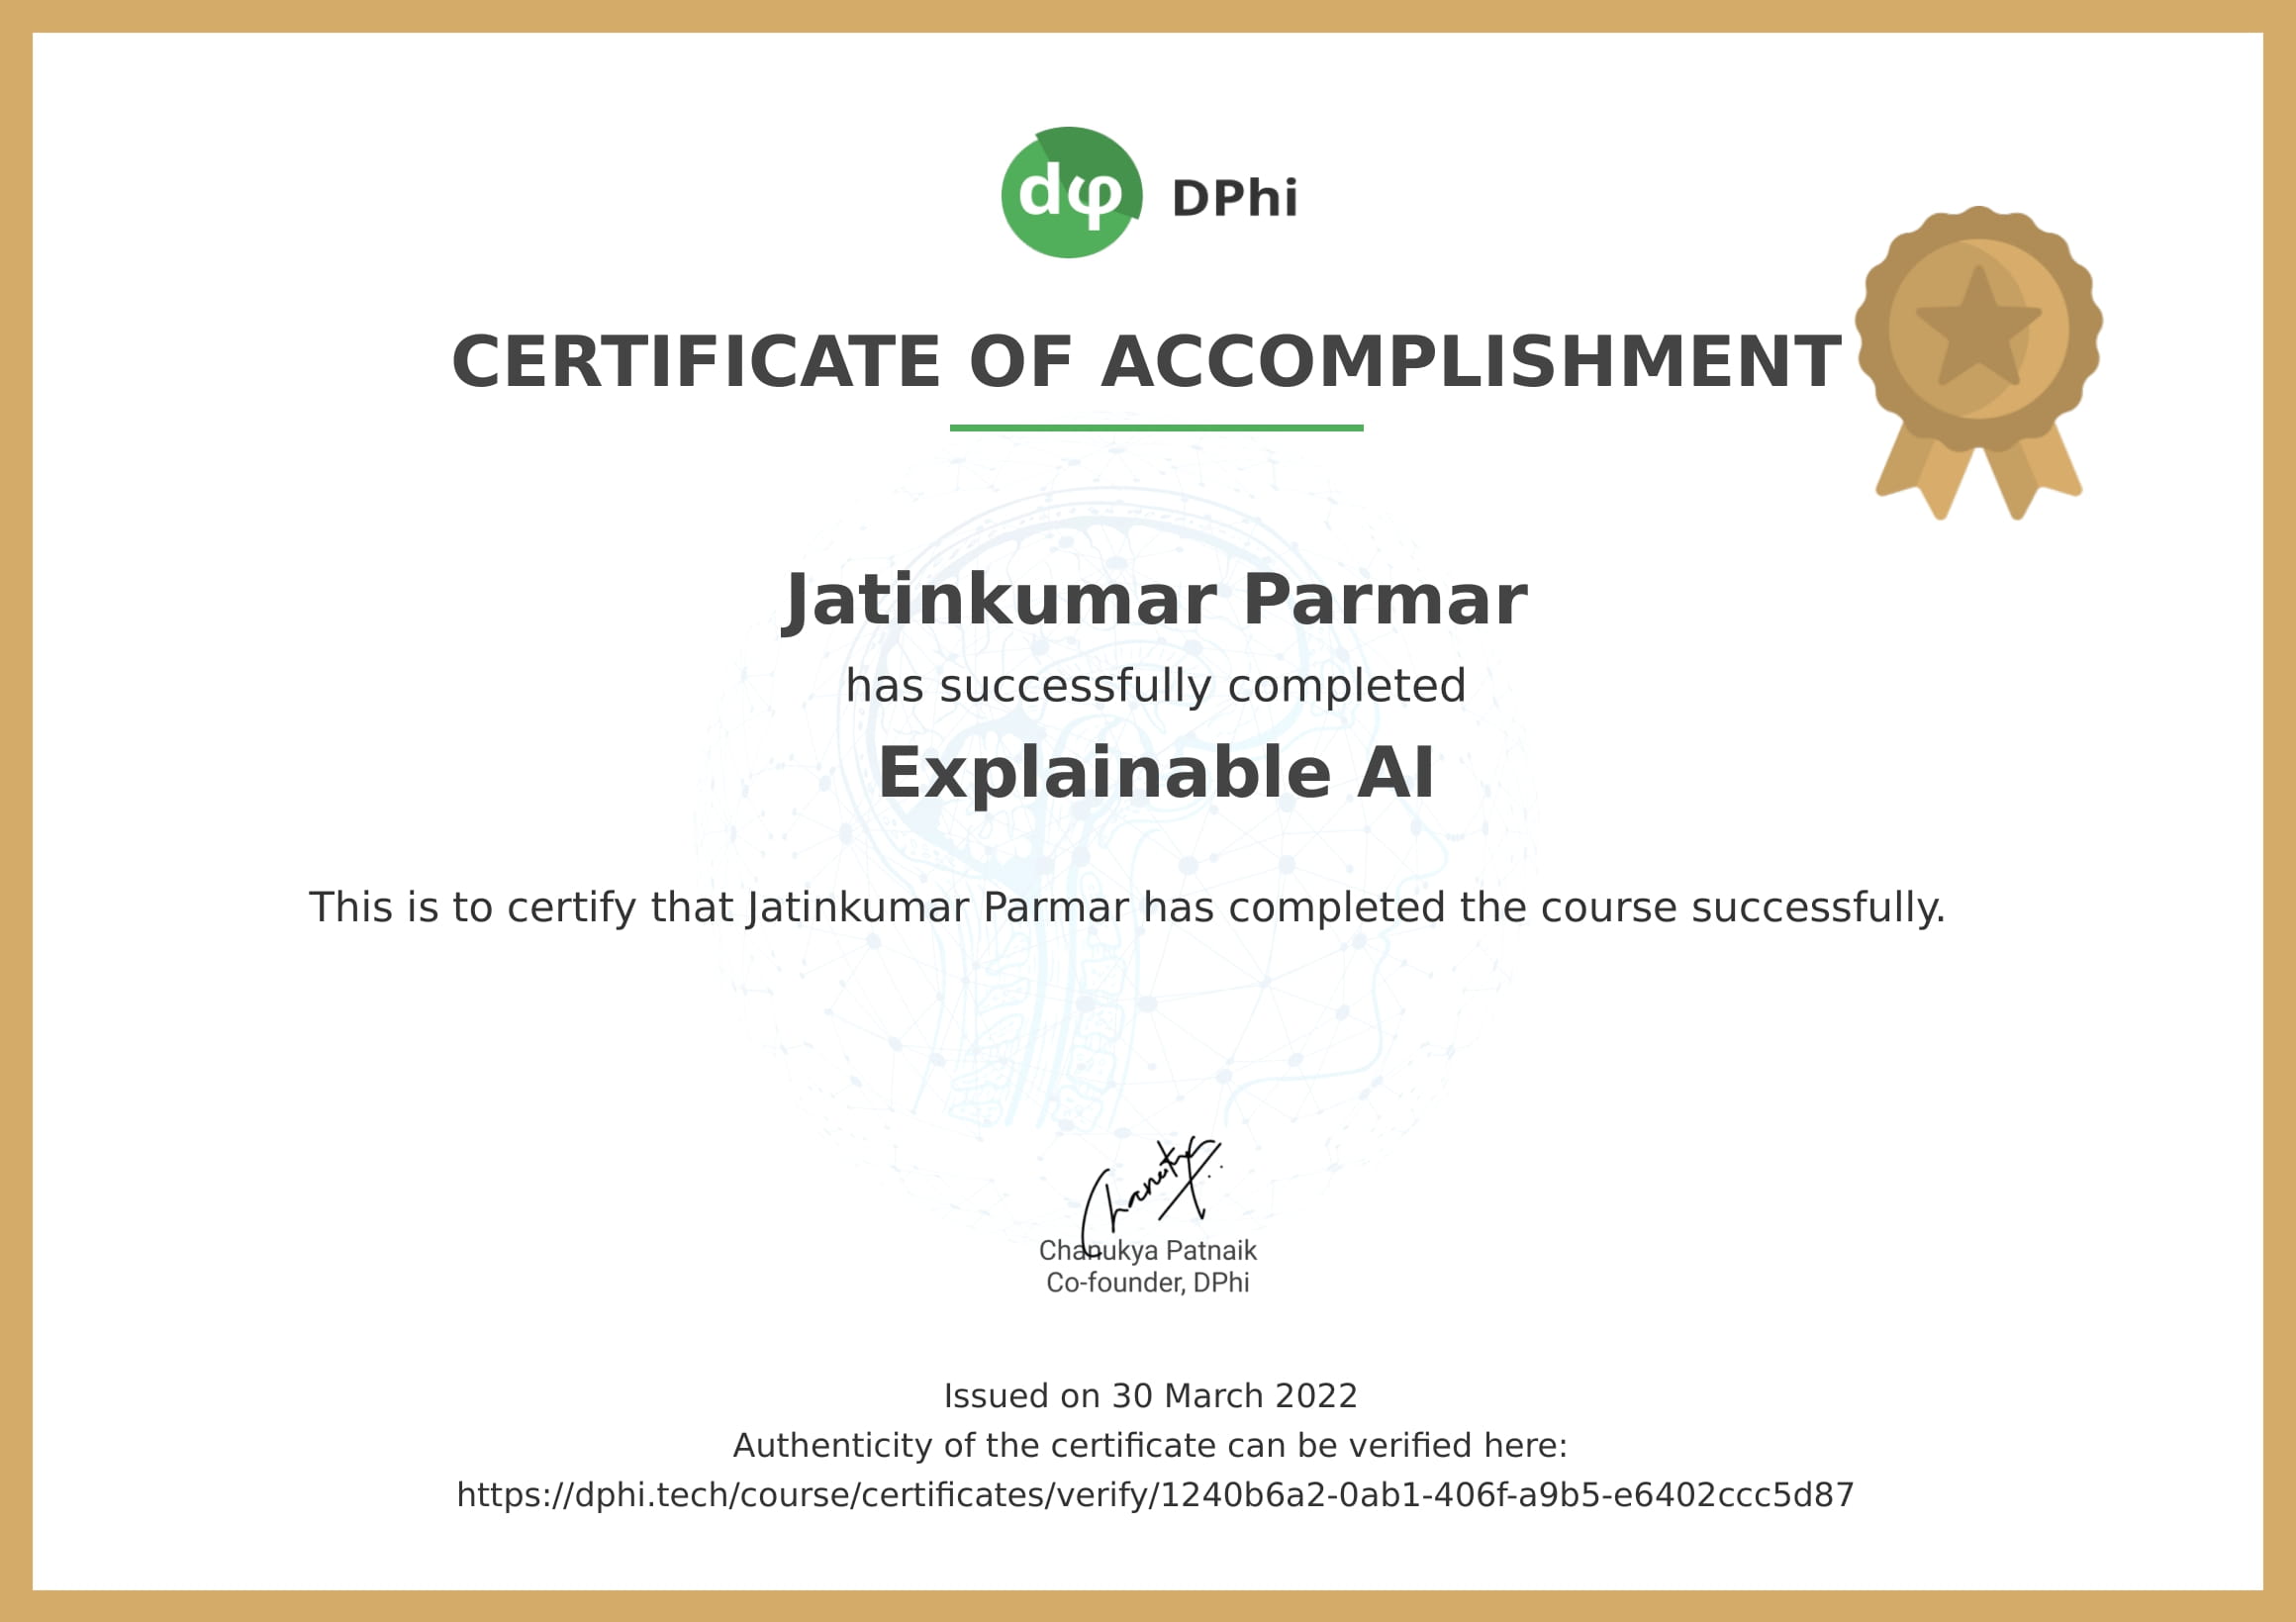 dφ DPhi
CERTIFICATE OF ACCOMPLISHMENT
Jatinkumar Parmar
has successfully completed
Explainable AI
This is to certify that Jatinkumar Parmar has completed the course successfully.
Chanukya Patnaik
Co-founder, DPhi
Issued on 30 March 2022
Authenticity of the certificate can be verified here:
https://dphi.tech/course/certificates/verify/1240b6a2-0ab1-406f-a9b5-e6402ccc5d87